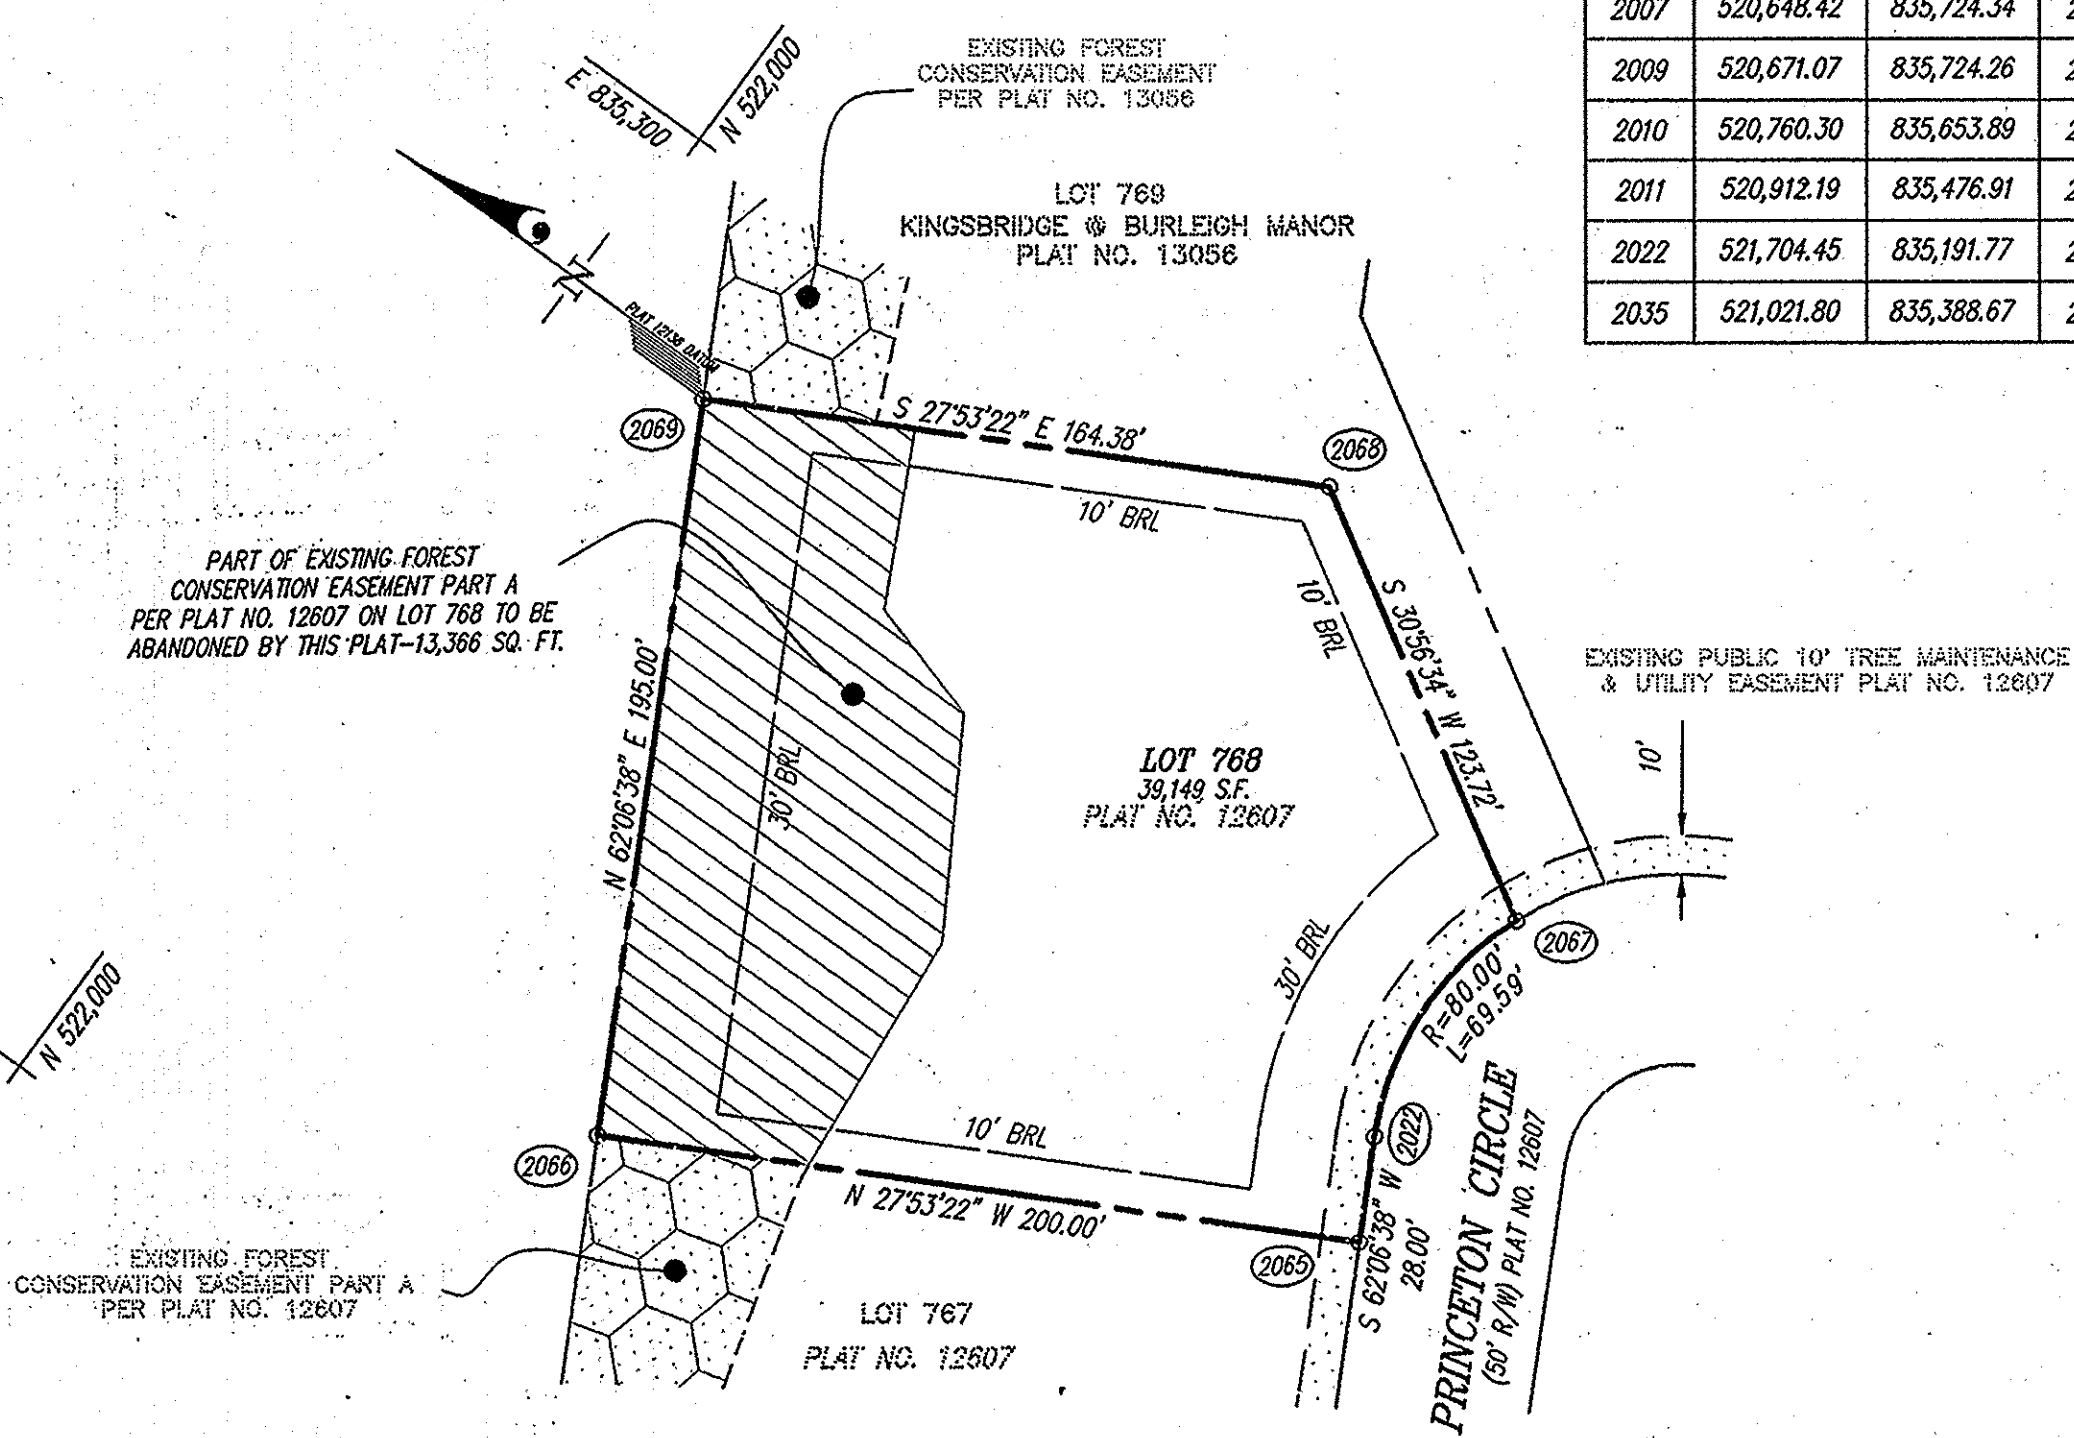 2007 520,648.42 835,724.34
2009 520,671.07 835,724.26
2010 520,760.30 835,653.89
2011 520,912.19 835,476.91
2022 521,704.45 835,191.77
2035 521,021.80 835,388.67
E 835,300
N 522,000
EXISTING FOREST
CONSERVATION EASEMENT
PER PLAT NO. 13056
LOT 769
KINGSBRIDGE @ BURLEIGH MANOR
PLAT NO. 13056
N
PLAT 12138 DATUM
2069
S 27°53'22" E 164.38'
2068
10' BRL
10' BRL
S 30°56'34" W 123.72'
PART OF EXISTING FOREST
CONSERVATION EASEMENT PART A
PER PLAT NO. 12607 ON LOT 768 TO BE
ABANDONED BY THIS PLAT-13,366 SQ. FT.
EXISTING PUBLIC 10' TREE MAINTENANCE
& UTILITY EASEMENT PLAT NO. 12607
10'
N 62°06'38" E 195.00'
30' BRL
LOT 768
39,149 S.F.
PLAT NO. 12607
30' BRL
2067
R=80.00'
L=69.59'
N 522,000
2022
10' BRL
2066
N 27°53'22" W 200.00'
2065
S 62°06'38" W
28.00'
PRINCETON CIRCLE
(50' R/W) PLAT NO. 12607
EXISTING FOREST
CONSERVATION EASEMENT PART A
PER PLAT NO. 12607
LOT 767
PLAT NO. 12607